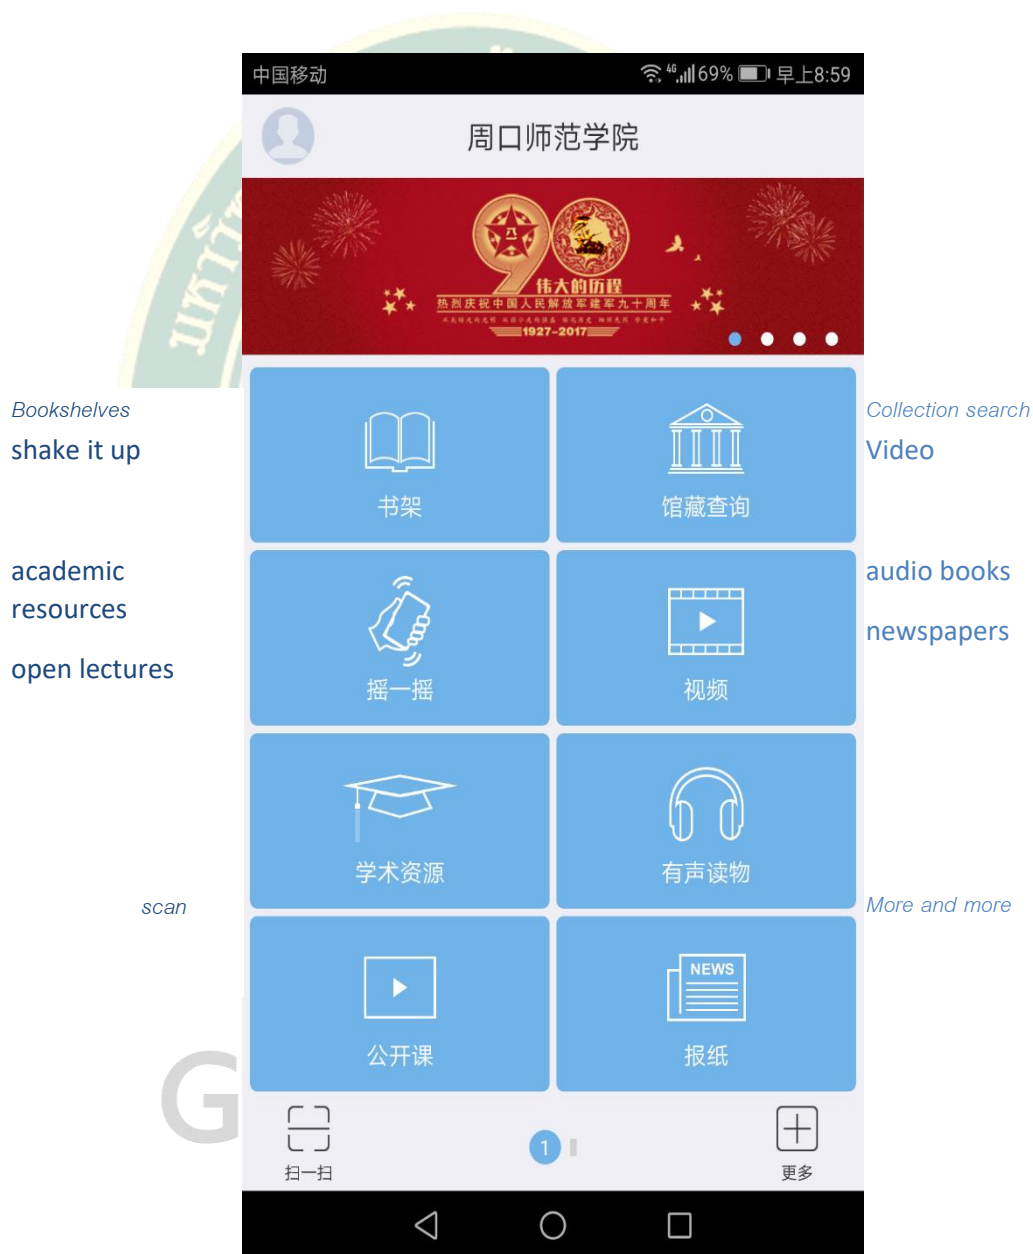 中国移动
4G 69% 早上8:59
周口师范学院
90
八一
伟大的历程
热烈庆祝中国人民解放军建军九十周年
1927-2017
Bookshelves
Collection search
shake it up
Video
书架
馆藏查询
academic
resources
audio books
newspapers
open lectures
摇一摇
视频
学术资源
有声读物
scan
More and more
NEWS
公开课
报纸
G
扫一扫
1
更多